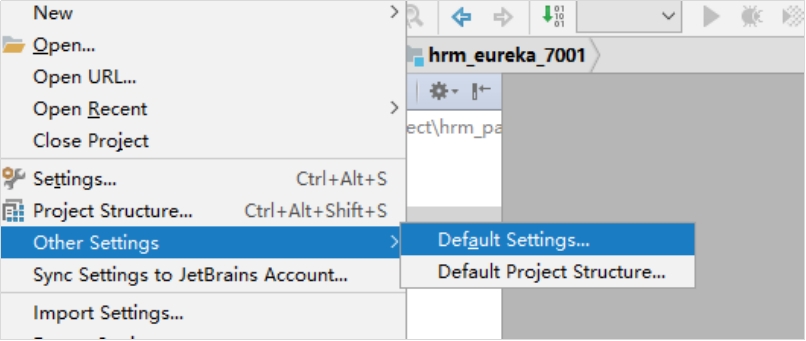 New
Open...
Open URL...
Open Recent
Close Project
Settings... Ctrl+Alt+S
Project Structure... Ctrl+Alt+Shift+S
Other Settings
Sync Settings to JetBrains Account...
Import Settings...
hrm_eureka_7001
ect\hrm_pa
Default Settings...
Default Project Structure...